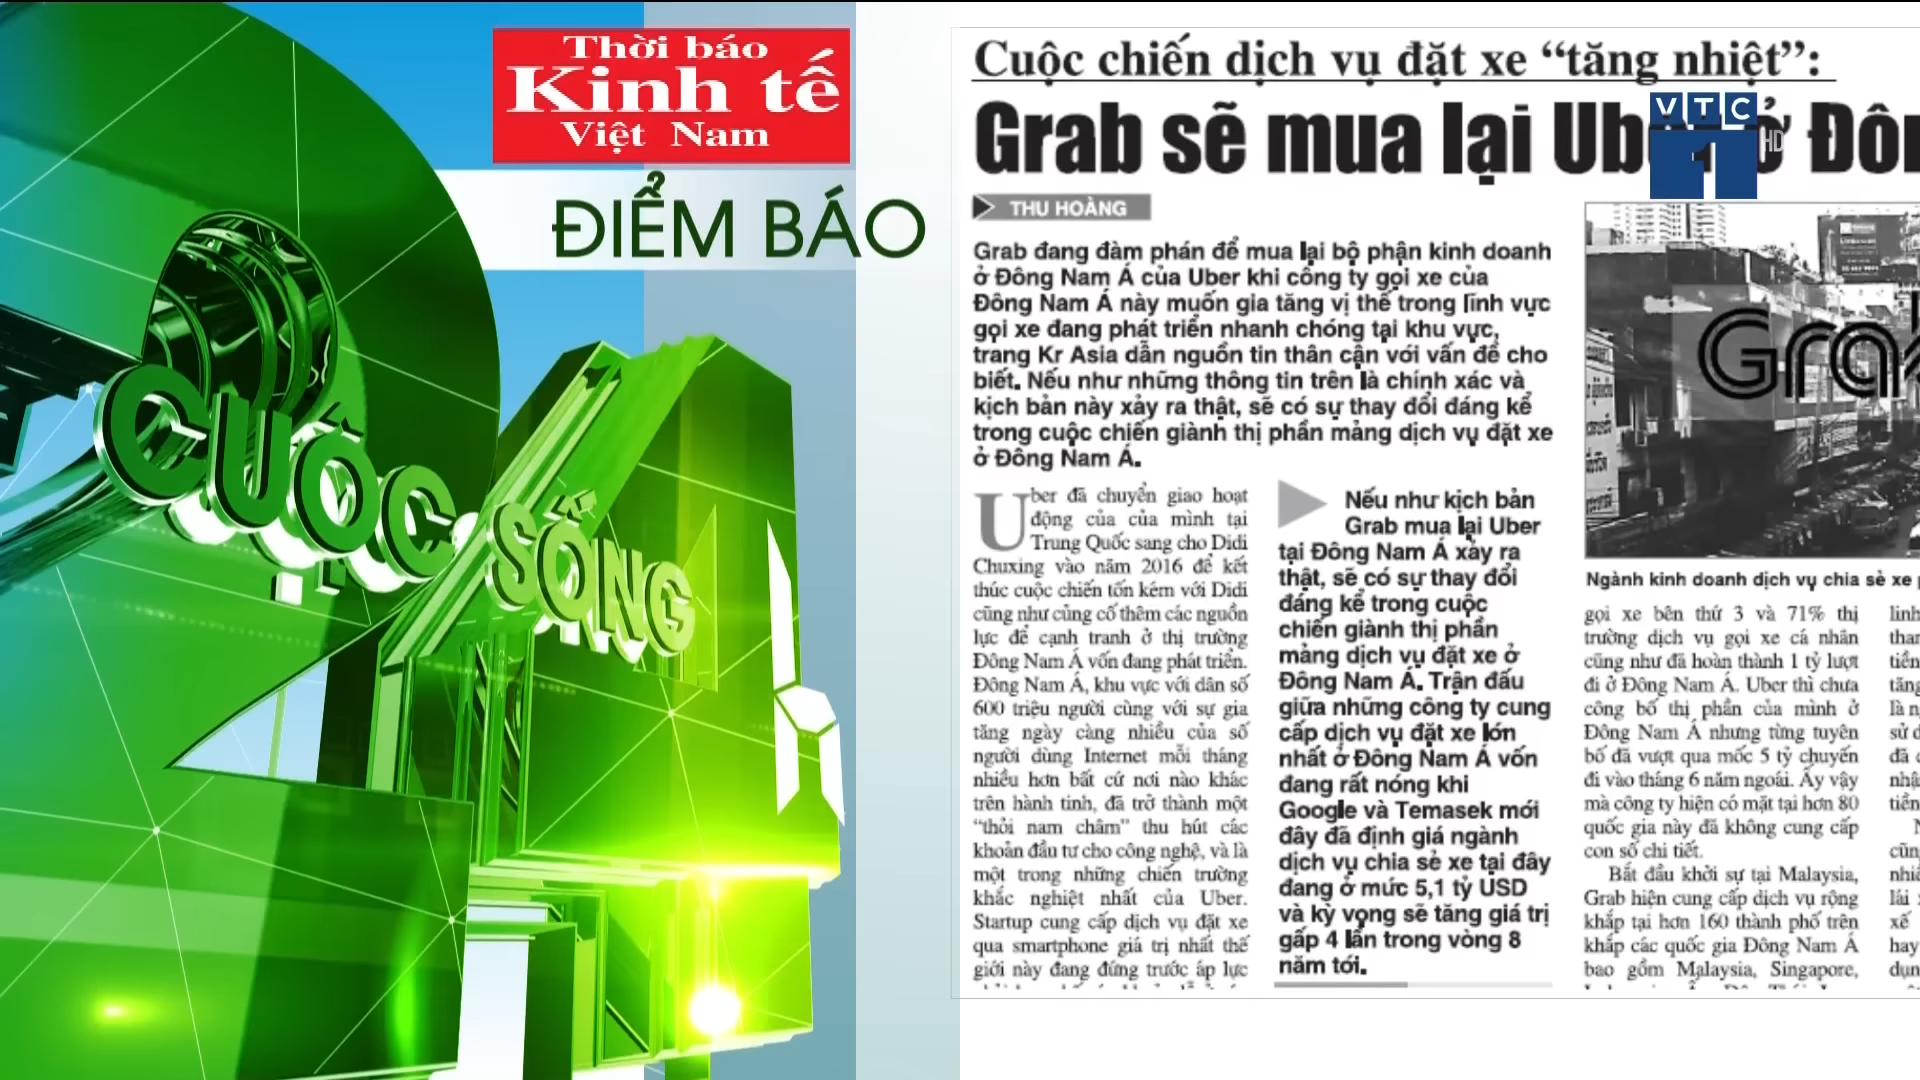 Thời báo
Kinh tế
Việt Nam
ĐIỂM BÁO
CUỘC SỐNG
24h
VTC
1
HD
Cuộc chiến dịch vụ đặt xe “tăng nhiệt”:
Grab sẽ mua lại Uber ở
THU HOÀNG
Grab đang đàm phán để mua lại bộ phận kinh doanh
ở Đông Nam Á của Uber khi công ty gọi xe của
Đông Nam Á này muốn gia tăng vị thế trong lĩnh vực
gọi xe đang phát triển nhanh chóng tại khu vực,
trang Kr Asia dẫn nguồn tin thân cận với vấn đề cho
biết. Nếu như những thông tin trên là chính xác và
kịch bản này xảy ra thật, sẽ có sự thay đổi đáng kể
trong cuộc chiến giành thị phần mảng dịch vụ đặt xe
ở Đông Nam Á.
Uber đã chuyển giao hoạt
động của của mình tại
Trung Quốc sang cho Didi
Chuxing vào năm 2016 để kết
thúc cuộc chiến tốn kém với Didi
cũng như củng cố thêm các nguồn
lực để cạnh tranh ở thị trường
Đông Nam Á vốn đang phát triển.
Đông Nam Á, khu vực với dân số
600 triệu người cùng với sự gia
tăng ngày càng nhiều của số
người dùng Internet mỗi tháng
nhiều hơn bất cứ nơi nào khác
trên hành tinh, đã trở thành một
“thỏi nam châm” thu hút các
khoản đầu tư cho công nghệ, và là
một trong những chiến trường
khắc nghiệt nhất của Uber.
Startup cung cấp dịch vụ đặt xe
qua smartphone giá trị nhất thế
giới này đang đứng trước áp lực
Nếu như kịch bản
Grab mua lại Uber
tại Đông Nam Á xảy ra
thật, sẽ có sự thay đổi
đáng kể trong cuộc
chiến giành thị phần
mảng dịch vụ đặt xe ở
Đông Nam Á. Trận đấu
giữa những công ty cung
cấp dịch vụ đặt xe lớn
nhất ở Đông Nam Á vốn
đang rất nóng khi
Google và Temasek mới
đây đã định giá ngành
dịch vụ chia sẻ xe tại đây
đang ở mức 5,1 tỷ USD
và kỳ vọng sẽ tăng giá trị
gấp 4 lần trong vòng 8
năm tới.
Grab
Ngành kinh doanh dịch vụ chia sẻ xe
gọi xe bên thứ 3 và 71% thị
trường dịch vụ gọi xe cá nhân
cũng như đã hoàn thành 1 tỷ lượt
đi ở Đông Nam Á. Uber thì chưa
công bố thị phần của mình ở
Đông Nam Á nhưng từng tuyên
bố đã vượt qua mốc 5 tỷ chuyến
đi vào tháng 6 năm ngoái. Ấy vậy
mà công ty hiện có mặt tại hơn 80
quốc gia này đã không cung cấp
con số chi tiết.
Bắt đầu khởi sự tại Malaysia,
Grab hiện cung cấp dịch vụ rộng
khắp tại hơn 160 thành phố trên
khắp các quốc gia Đông Nam Á
bao gồm Malaysia, Singapore,